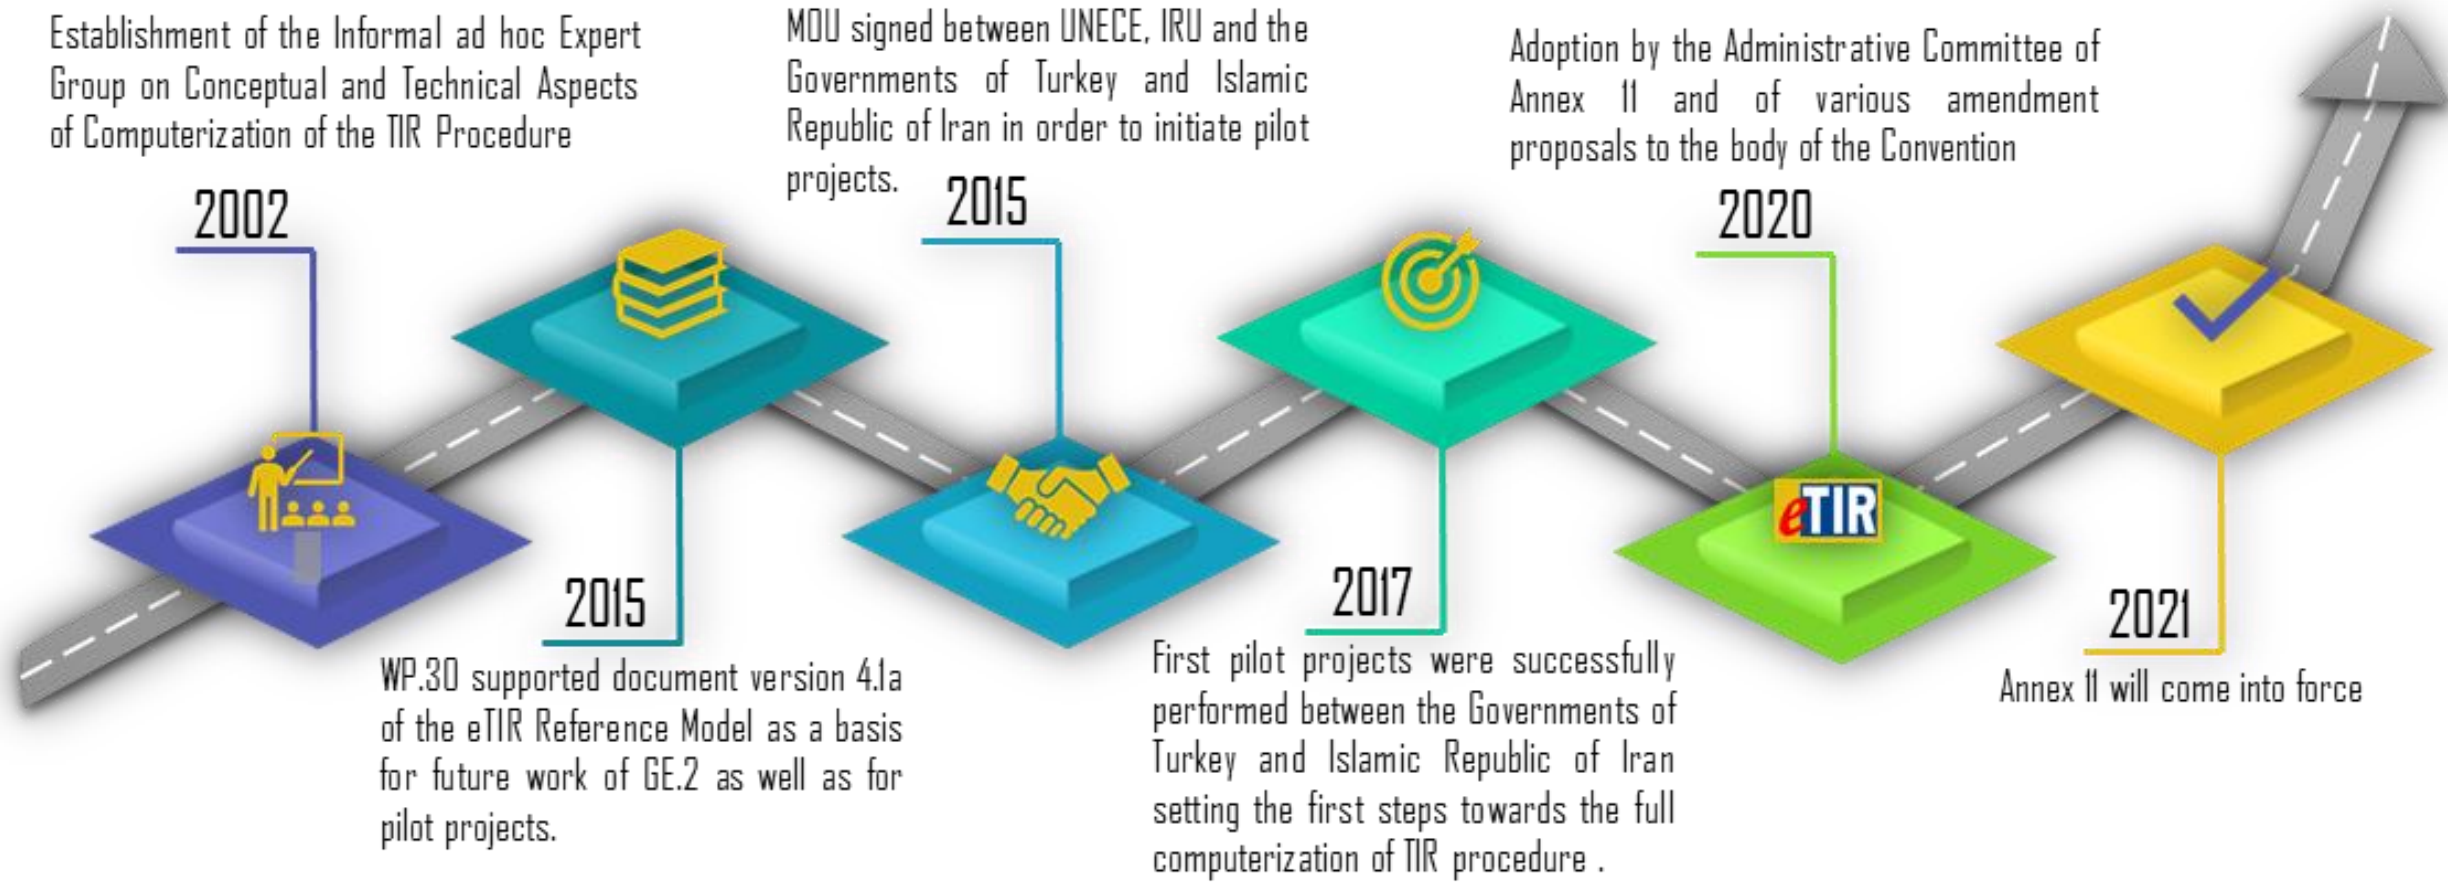 Establishment of the Informal ad hoc Expert
Group on Conceptual and Technical Aspects
of Computerization of the TIR Procedure
2002
2015
WP.30 supported document version 4.1a
of the eTIR Reference Model as a basis
for future work of GE.2 as well as for
pilot projects.
MOU signed between UNECE, IRU and the
Governments of Turkey and Islamic
Republic of Iran in order to initiate pilot
projects.
2015
2017
First pilot projects were successfully
performed between the Governments of
Turkey and Islamic Republic of Iran
setting the first steps towards the full
computerization of TIR procedure .
Adoption by the Administrative Committee of
Annex 11 and of various amendment
proposals to the body of the Convention
2020
eTIR
2021
Annex 11 will come into force